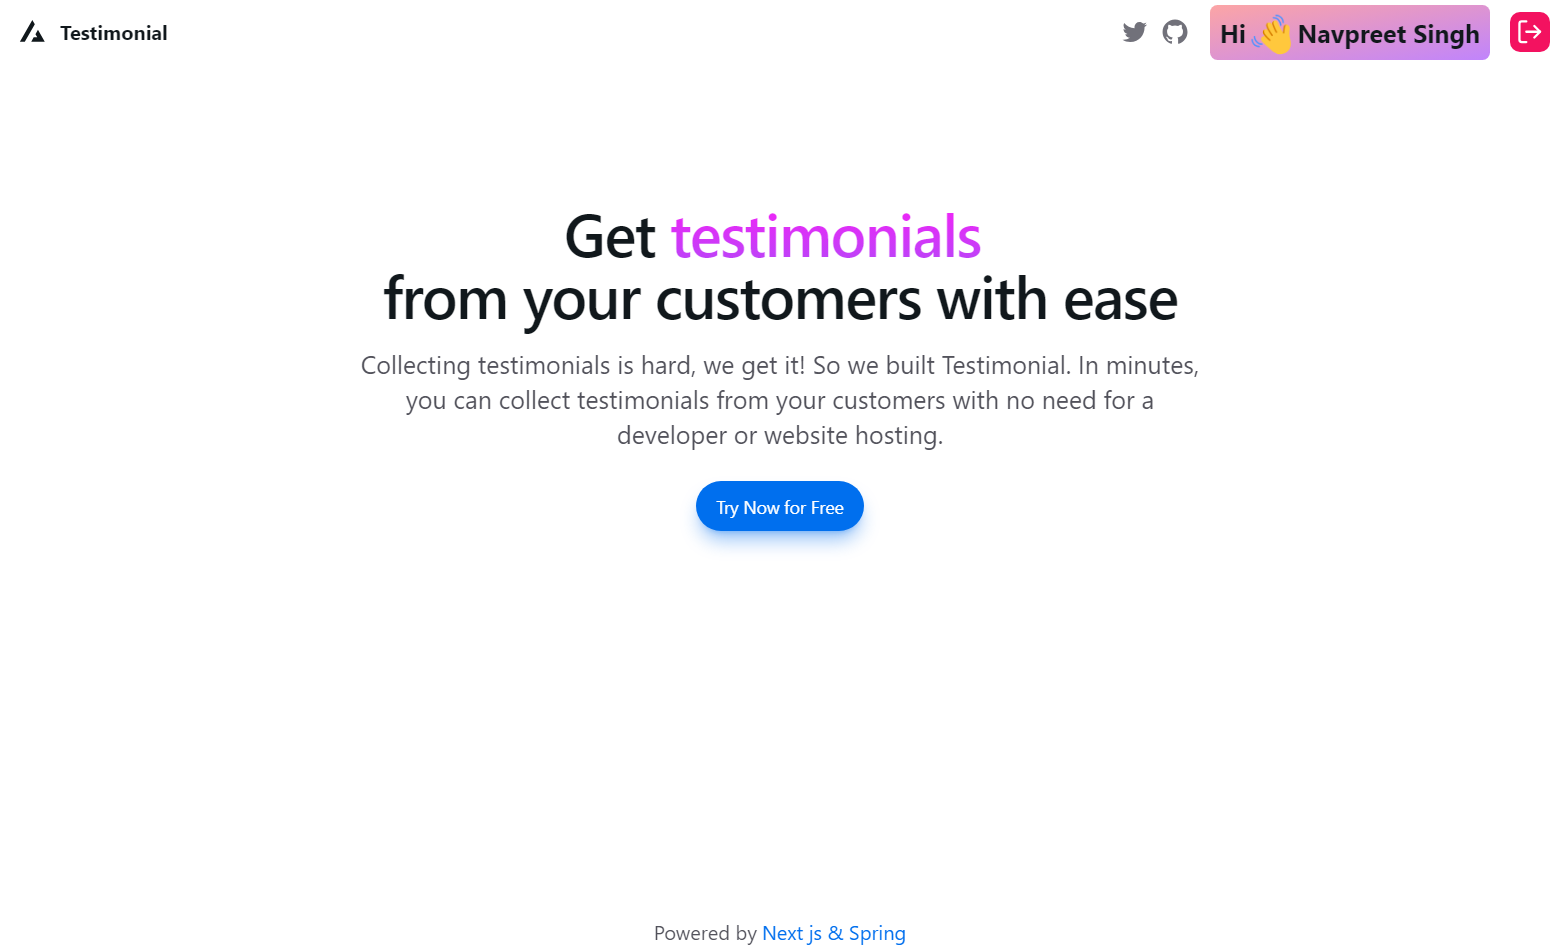 Testimonial
Hi 👋 Navpreet Singh
Get testimonials
from your customers with ease
Collecting testimonials is hard, we get it! So we built Testimonial. In minutes,
you can collect testimonials from your customers with no need for a
developer or website hosting.
Try Now for Free
Powered by Next js & Spring